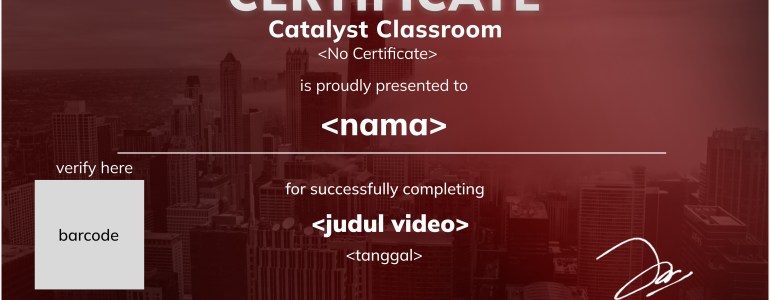 CERTIFICATE
Catalyst Classroom
<No Certificate>
is proudly presented to
<nama>
verify here
for successfully completing
barcode
<judul video>
<tanggal>